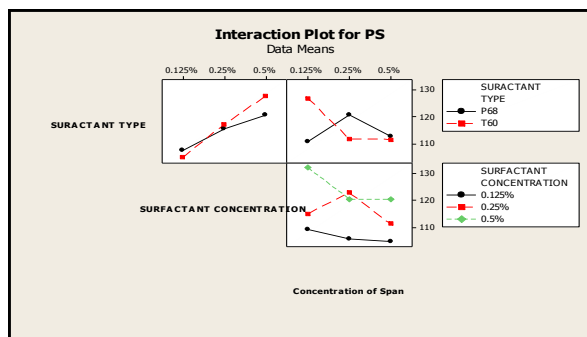 Interaction Plot for PS
Data Means
0.125% 0.25% 0.5% 0.125% 0.25% 0.5%
SURACTANT TYPE
130
120
110
SURACTANT
TYPE
P68
T60
SURFACTANT CONCENTRATION
130
120
110
SURFACTANT
CONCENTRATION
0.125%
0.25%
0.5%
Concentration of Span